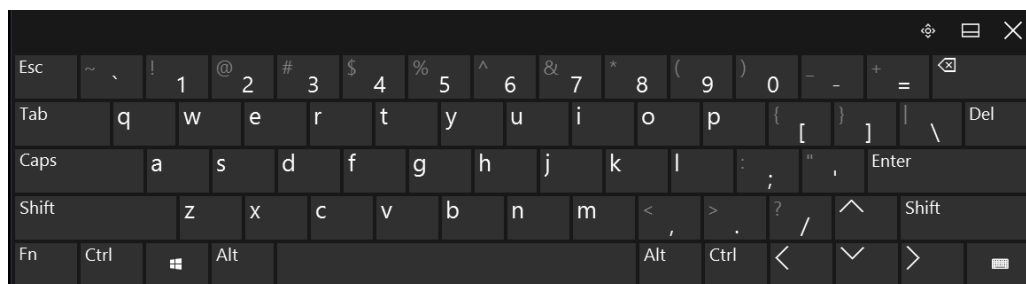 Esc ~ ` ! 1 @ 2 # 3 $ 4 % 5 ^ 6 & 7 * 8 ( 9 ) 0 _ - + =
Tab q w e r t y u i o p { [ } ] | \ Del
Caps a s d f g h j k l : ; " ' Enter
Shift z x c v b n m < , > . ? / Shift
Fn Ctrl Alt Alt Ctrl